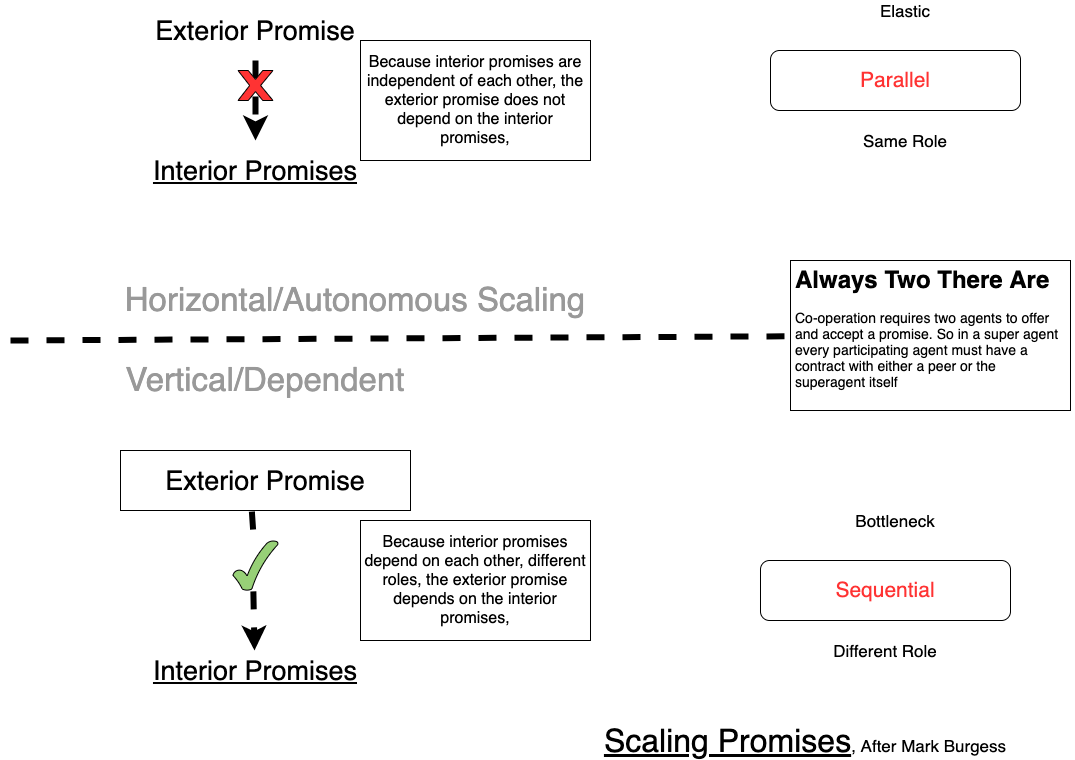 Elastic
Exterior Promise
Because interior promises are
independent of each other, the
exterior promise does not
depend on the interior
promises,
Parallel
Same Role
Interior Promises
Horizontal/Autonomous Scaling
Always Two There Are
Co-operation requires two agents to offer
and accept a promise. So in a super agent
every participating agent must have a
contract with either a peer or the
superagent itself
Vertical/Dependent
Exterior Promise
Because interior promises
depend on each other, different
roles, the exterior promise
depends on the interior
promises,
Bottleneck
Sequential
Different Role
Interior Promises
Scaling Promises, After Mark Burgess